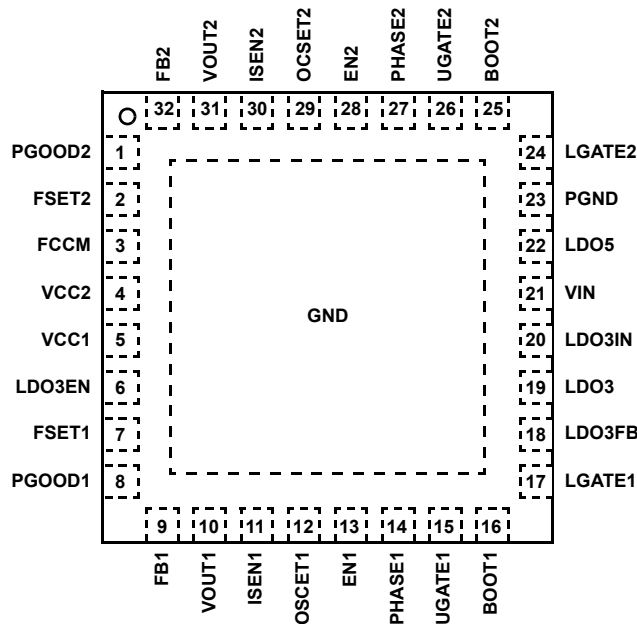 FB2 VOUT2 ISEN2 OCSET2 EN2 PHASE2 UGATE2 BOOT2
32 31 30 29 28 27 26 25
PGOOD2 1 24 LGATE2
FSET2 2 23 PGND
FCCM 3 22 LDO5
VCC2 4 21 VIN
GND
VCC1 5 20 LDO3IN
LDO3EN 6 19 LDO3
FSET1 7 18 LDO3FB
PGOOD1 8 17 LGATE1
9 10 11 12 13 14 15 16
FB1 VOUT1 ISEN1 OSCET1 EN1 PHASE1 UGATE1 BOOT1